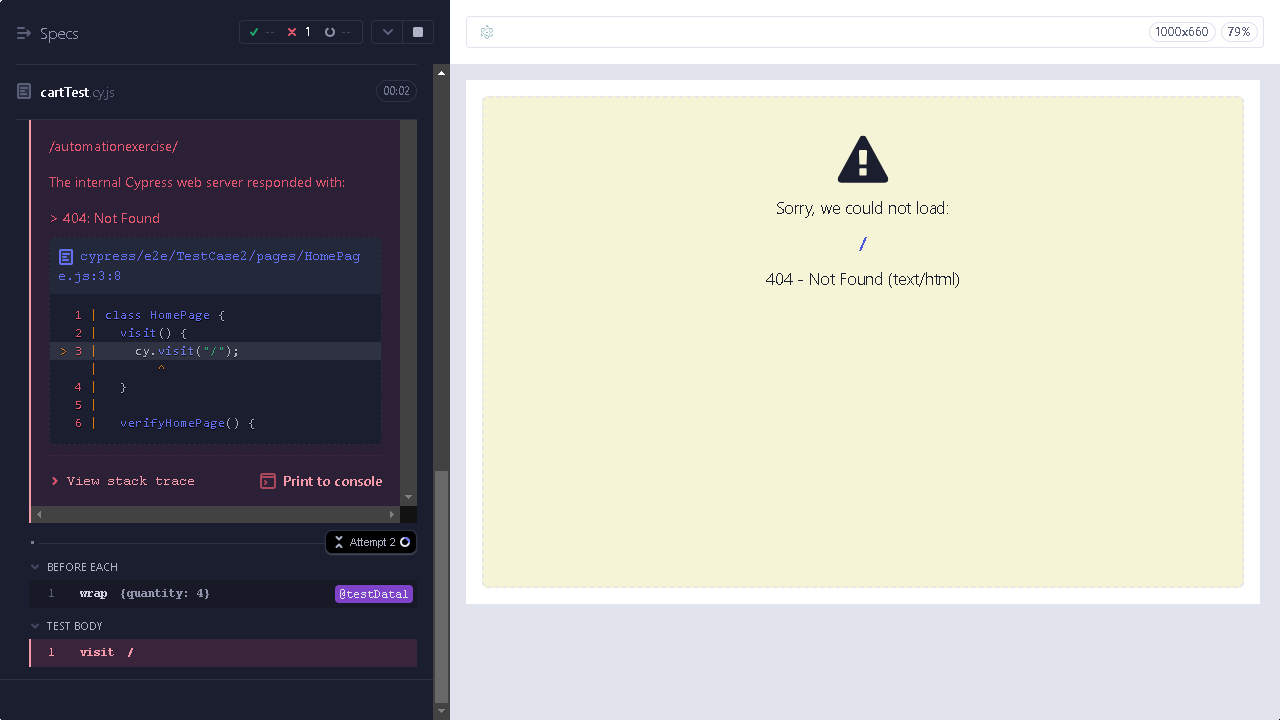 Specs
--
1
--
cartTest.cy.js
00:02
/automationexercise/
The internal Cypress web server responded with:
> 404: Not Found
cypress/e2e/TestCase2/pages/HomePag
e.js:3:8
1 | class HomePage {
2 |   visit() {
> 3 |     cy.visit("/");
|        ^
4 |   }
5 |
6 |   verifyHomePage() {
View stack trace
Print to console
Attempt 2
BEFORE EACH
1 wrap {quantity: 4} @testData1
TEST BODY
1 visit /
1000x660
79%
Sorry, we could not load:
/
404 - Not Found (text/html)